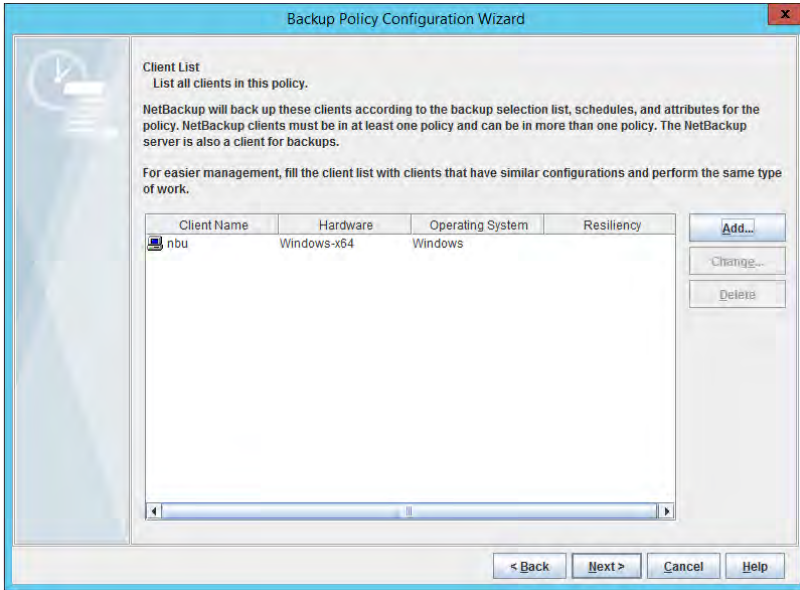 Backup Policy Configuration Wizard
x
Client List
List all clients in this policy.
NetBackup will back up these clients according to the backup selection list, schedules, and attributes for the
policy. NetBackup clients must be in at least one policy and can be in more than one policy. The NetBackup
server is also a client for backups.
For easier management, fill the client list with clients that have similar configurations and perform the same type
of work.
Client Name Hardware Operating System Resiliency
nbu Windows-x64 Windows
Add...
Change...
Delete
< Back Next > Cancel Help